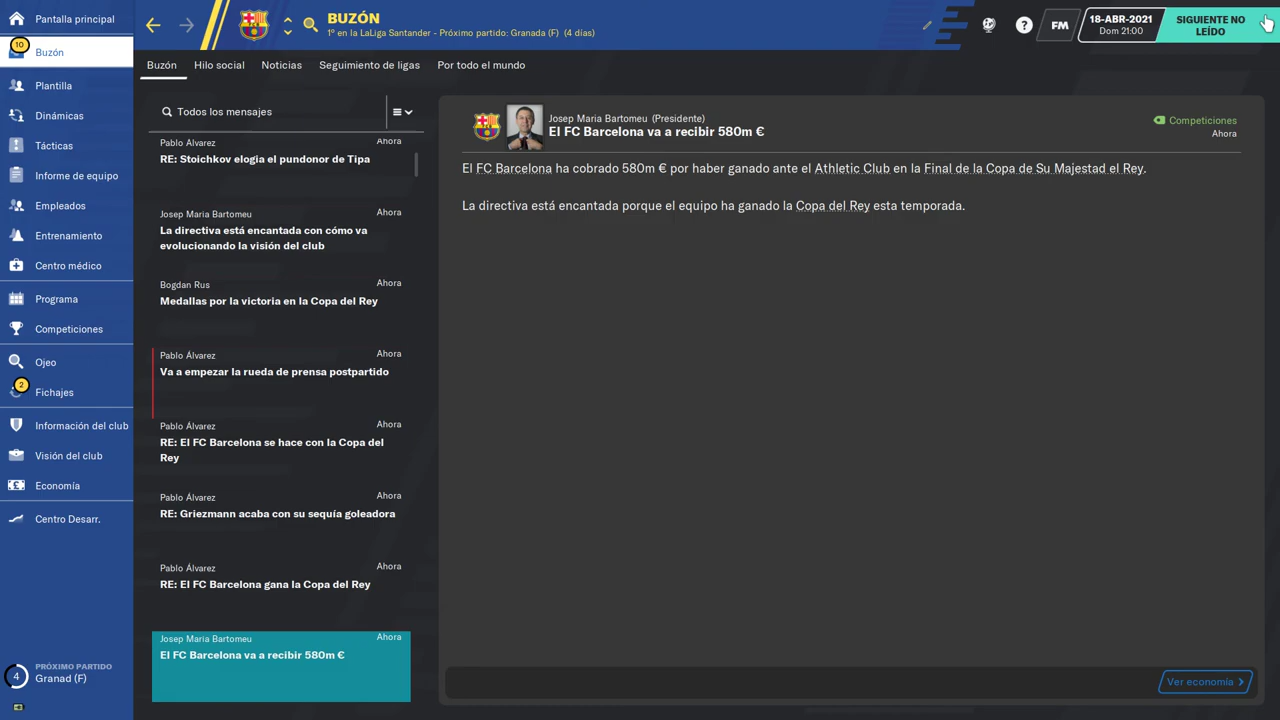 Pantalla principal
10
Buzón
Plantilla
Dinámicas
Tácticas
Informe de equipo
Empleados
Entrenamiento
Centro médico
Programa
Competiciones
Ojeo
2
Fichajes
Información del club
Visión del club
Economía
Centro Desarr.
PRÓXIMO PARTIDO
4
Granad (F)
BUZÓN
1º en la LaLiga Santander - Próximo partido: Granada (F) (4 días)
?
FM
18-ABR-2021
Dom 21:00
SIGUIENTE NO
LEÍDO
Buzón Hilo social Noticias Seguimiento de ligas Por todo el mundo
Todos los mensajes
Pablo Álvarez Ahora
RE: Stoichkov elogia el pundonor de Tipa
Josep Maria Bartomeu Ahora
La directiva está encantada con cómo va
evolucionando la visión del club
Bogdan Rus Ahora
Medallas por la victoria en la Copa del Rey
Pablo Álvarez Ahora
Va a empezar la rueda de prensa postpartido
Pablo Álvarez Ahora
RE: El FC Barcelona se hace con la Copa del
Rey
Pablo Álvarez Ahora
RE: Griezmann acaba con su sequía goleadora
Pablo Álvarez Ahora
RE: El FC Barcelona gana la Copa del Rey
Josep Maria Bartomeu Ahora
El FC Barcelona va a recibir 580m €
Josep Maria Bartomeu (Presidente)
El FC Barcelona va a recibir 580m €
Competiciones
Ahora
El FC Barcelona ha cobrado 580m € por haber ganado ante el Athletic Club en la Final de la Copa de Su Majestad el Rey.
La directiva está encantada porque el equipo ha ganado la Copa del Rey esta temporada.
Ver economía